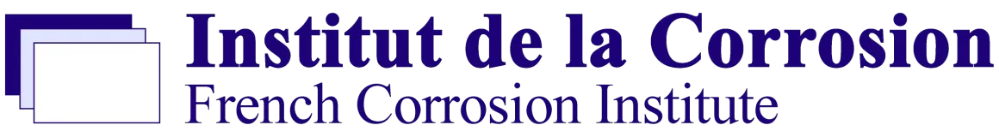 Institut de la Corrosion
French Corrosion Institute